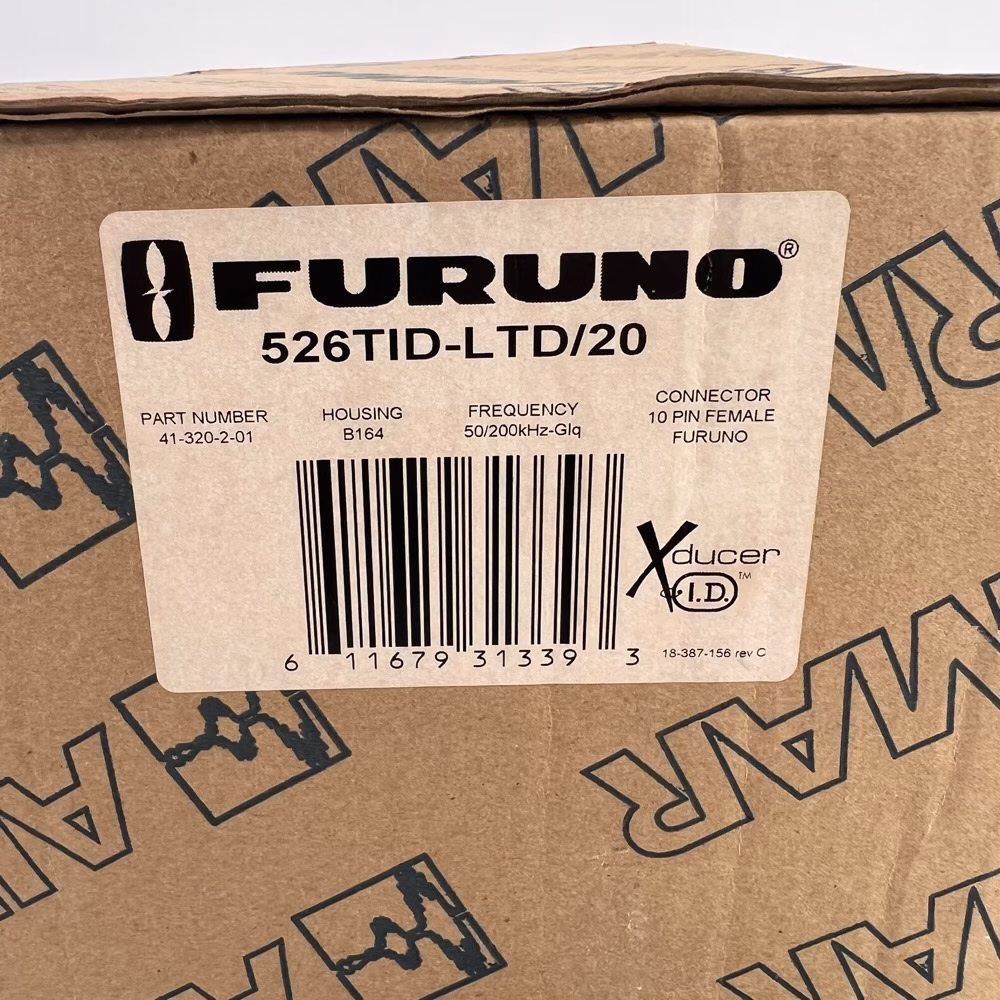 FURUNO®
526TID-LTD/20
PART NUMBER
41-320-2-01
HOUSING
B164
FREQUENCY
50/200kHz-Glq
CONNECTOR
10 PIN FEMALE
FURUNO
Xducer
I.D.™
6 11679 31339 3
18-387-156 rev C